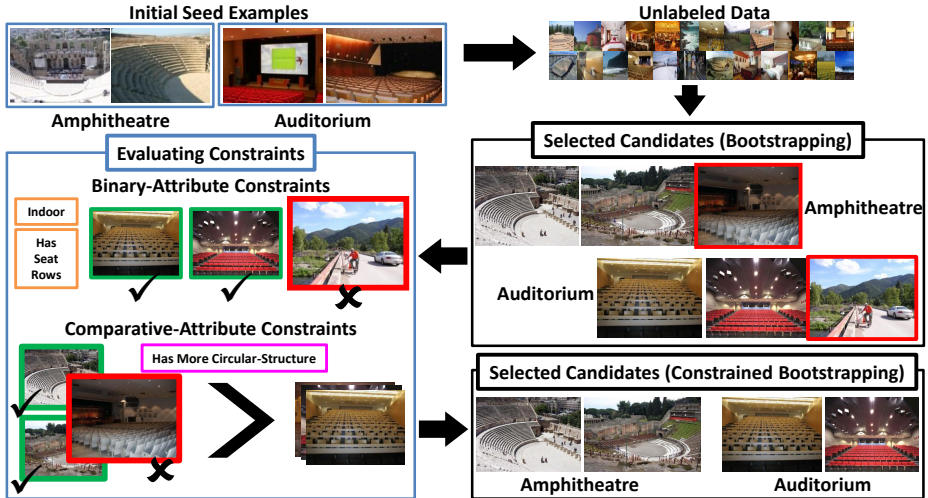 Initial Seed Examples
Unlabeled Data
Amphitheatre
Auditorium
Selected Candidates (Bootstrapping)
Amphitheatre
Auditorium
Evaluating Constraints
Binary-Attribute Constraints
Indoor
Has
Seat
Rows
Comparative-Attribute Constraints
Has More Circular-Structure
Selected Candidates (Constrained Bootstrapping)
Amphitheatre
Auditorium